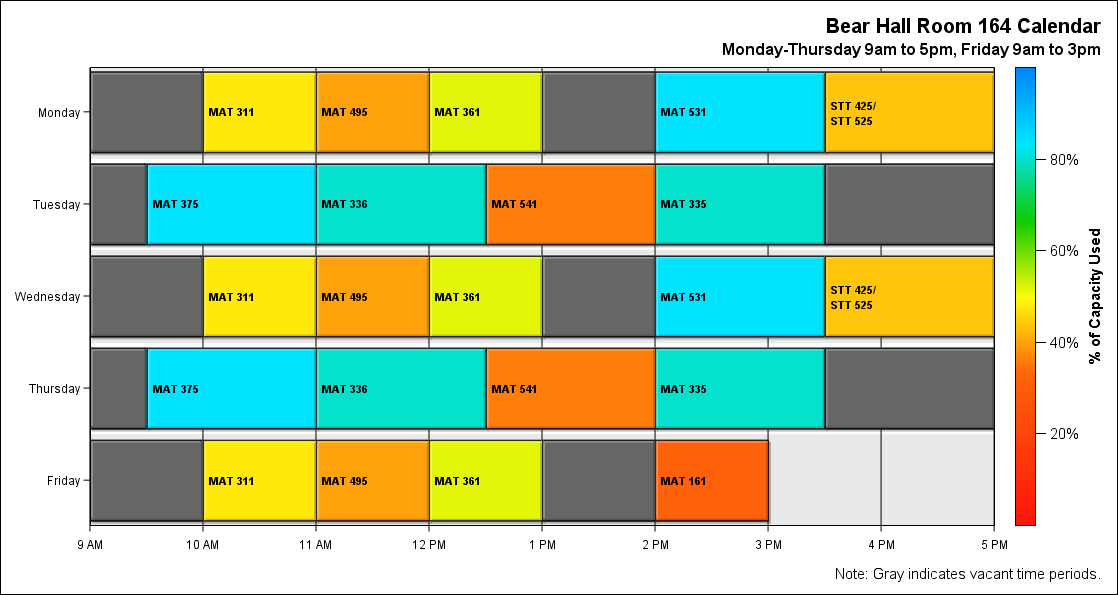 Bear Hall Room 164 Calendar
Monday-Thursday 9am to 5pm, Friday 9am to 3pm
Monday
MAT 311
MAT 495
MAT 361
MAT 531
STT 425/
STT 525
Tuesday
MAT 375
MAT 336
MAT 541
MAT 335
Wednesday
MAT 311
MAT 495
MAT 361
MAT 531
STT 425/
STT 525
Thursday
MAT 375
MAT 336
MAT 541
MAT 335
Friday
MAT 311
MAT 495
MAT 361
MAT 161
9 AM
10 AM
11 AM
12 PM
1 PM
2 PM
3 PM
4 PM
5 PM
80%
60%
40%
20%
% of Capacity Used
Note: Gray indicates vacant time periods.